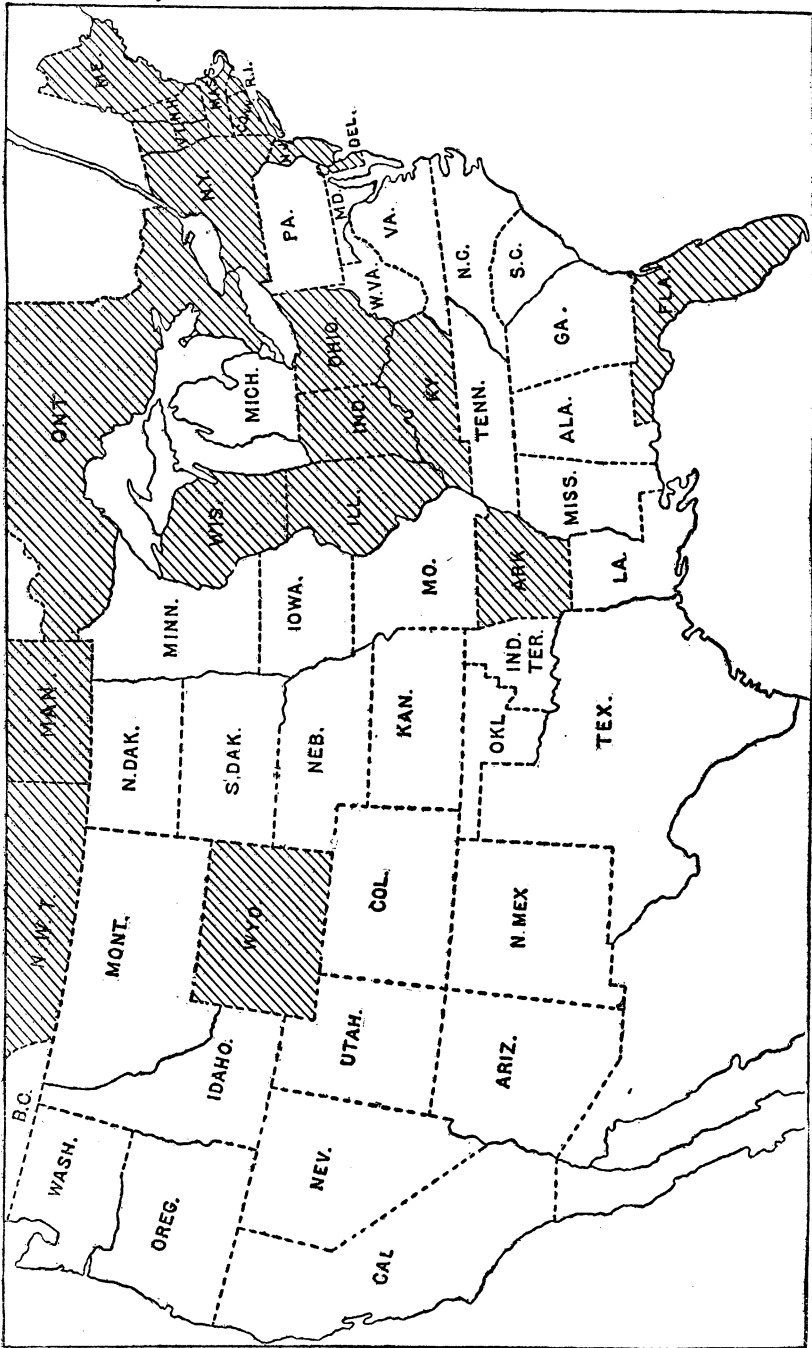 B.C.
N.W.T.
MAN.
ONT
WASH.
OREG.
CAL
NEV.
IDAHO.
UTAH.
ARIZ.
MONT.
WYO
COL.
N.MEX
N.DAK.
S.DAK.
NEB.
KAN.
OKL
IND.
TER.
TEX.
MINN.
IOWA.
MO.
ARK
LA.
WIS.
ILL.
MICH.
IND.
OHIO.
KY
TENN.
MISS.
ALA.
GA.
FLA.
S.C.
N.C.
VA.
W.VA.
MD.
DEL.
PA.
N.J.
N.Y.
VT.
N.H.
ME.
MASS.
CON.
R.I.